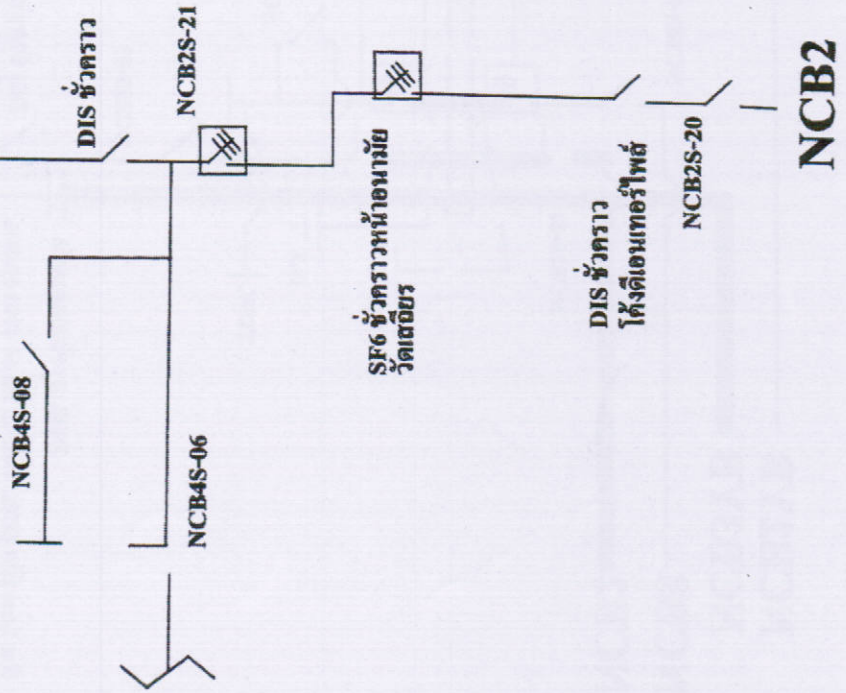 DIS ชั่วคราว
NCB2S-21
NCB4S-08
NCB4S-06
SF6 ชั่วคราวหน้าอนามัย
วัดเสถียร
DIS ชั่วคราว
โค้งดีเอนเทอร์ไพส์
NCB2S-20
NCB2